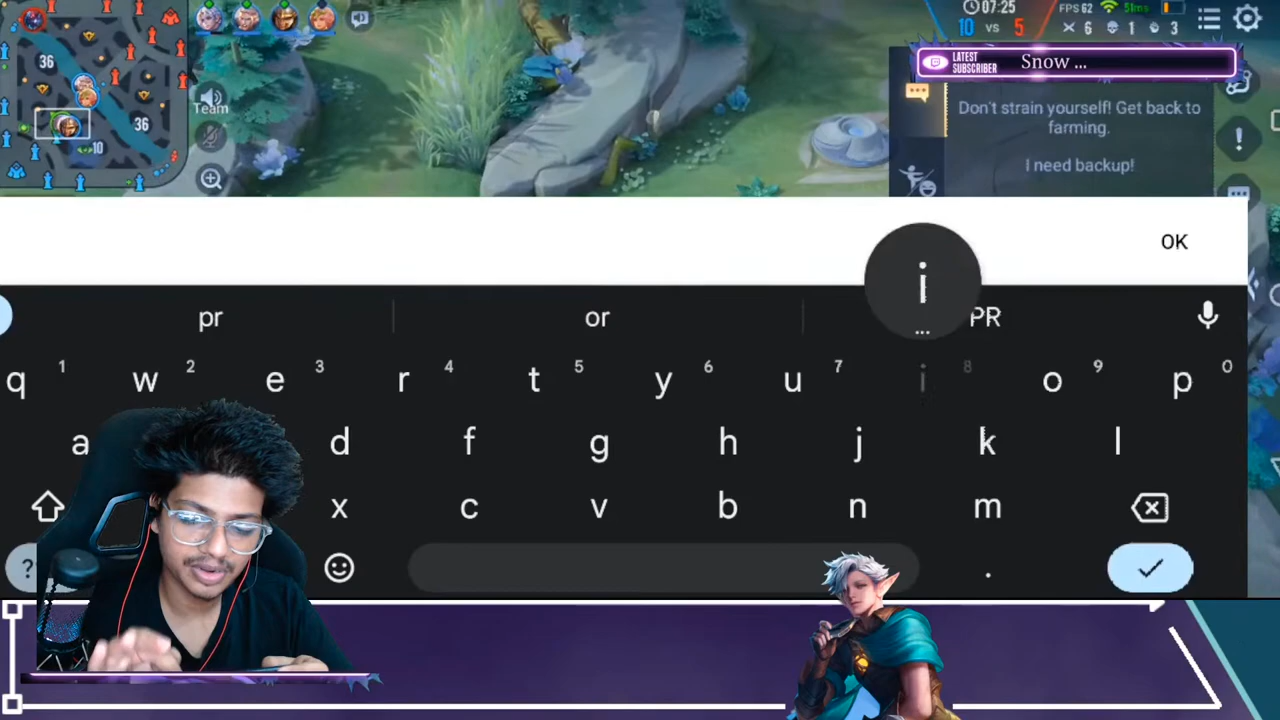 07:25
FPS 62 51ms
10 vs 5 6 1 3
36
Team
36
10
LATEST
SUBSCRIBER
Snow ...
Don't strain yourself! Get back to
farming.
I need backup!
OK
i
...
pr or PR
q 1 w 2 e 3 r 4 t 5 y 6 u 7 i 8 o 9 p 0
a d f g h j k l
x c v b n m
? .